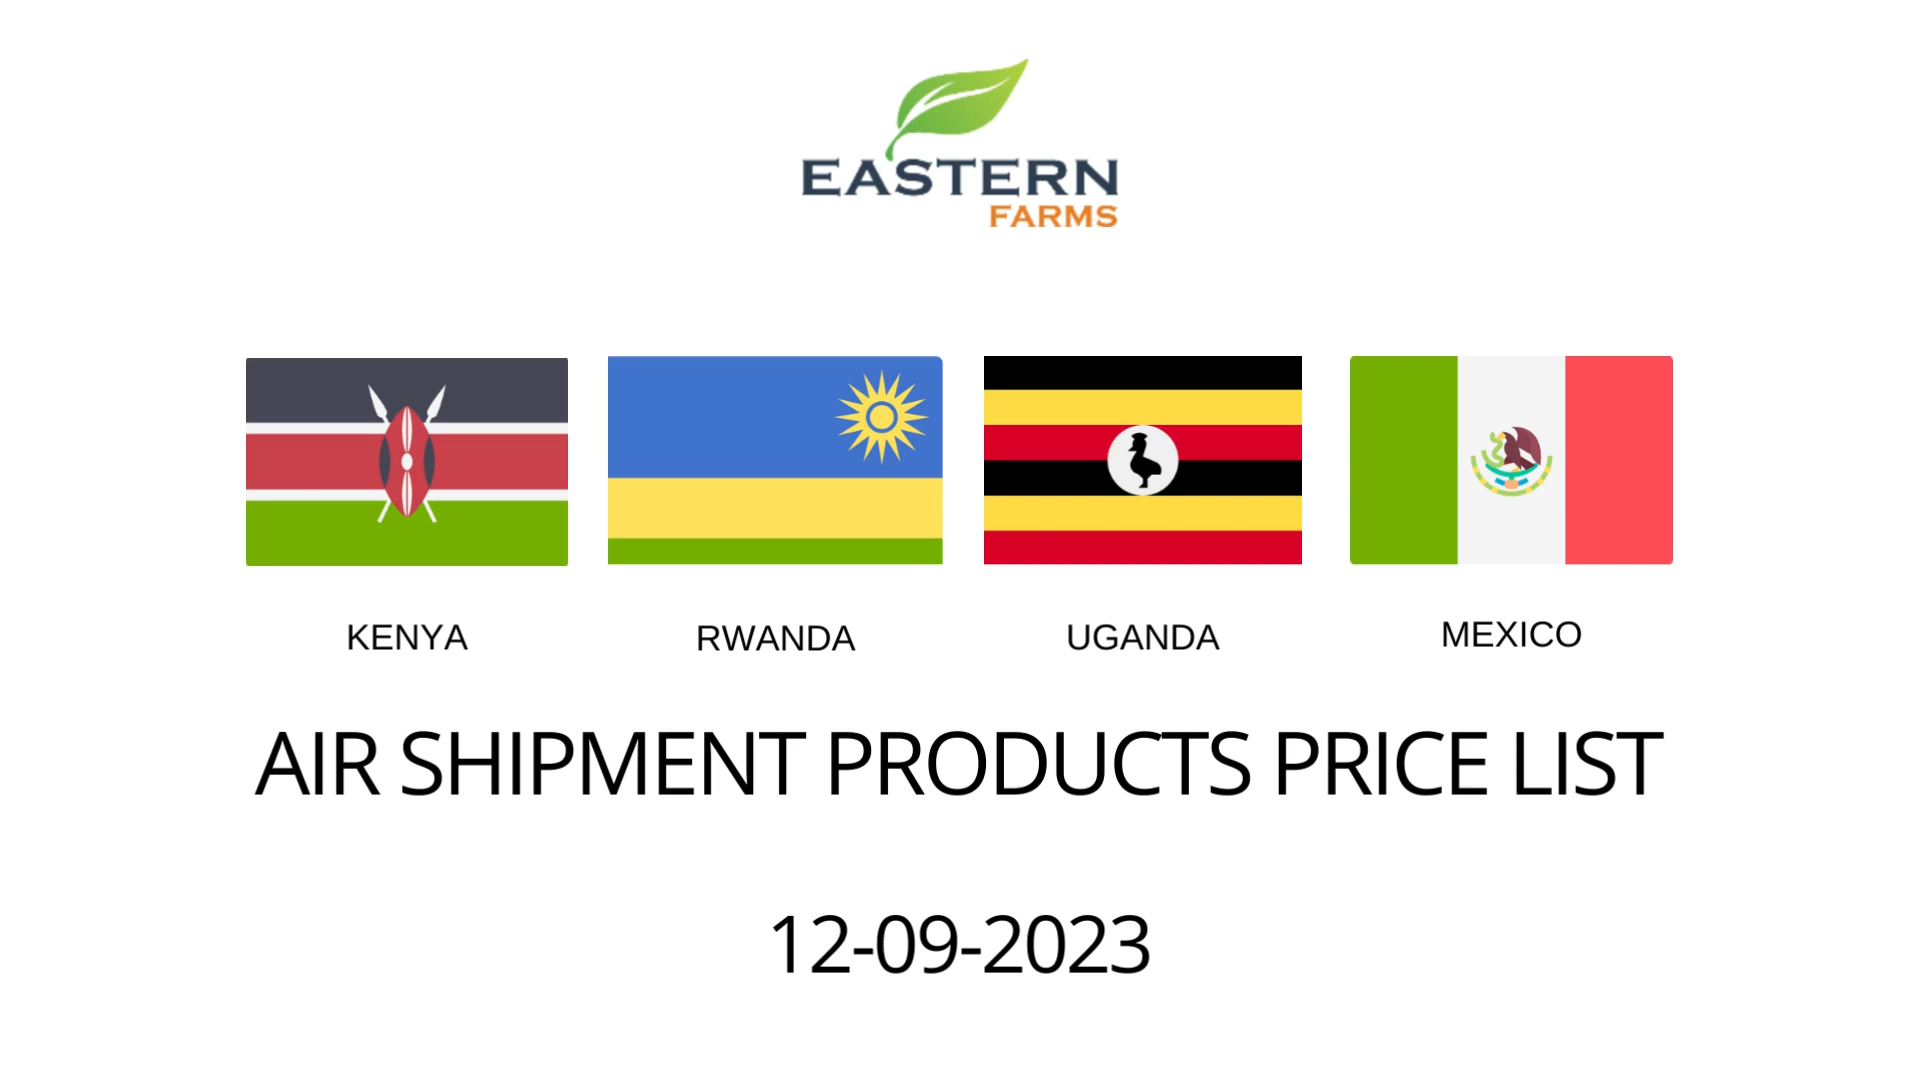 EASTERN
FARMS
KENYA
RWANDA
UGANDA
MEXICO
AIR SHIPMENT PRODUCTS PRICE LIST
12-09-2023